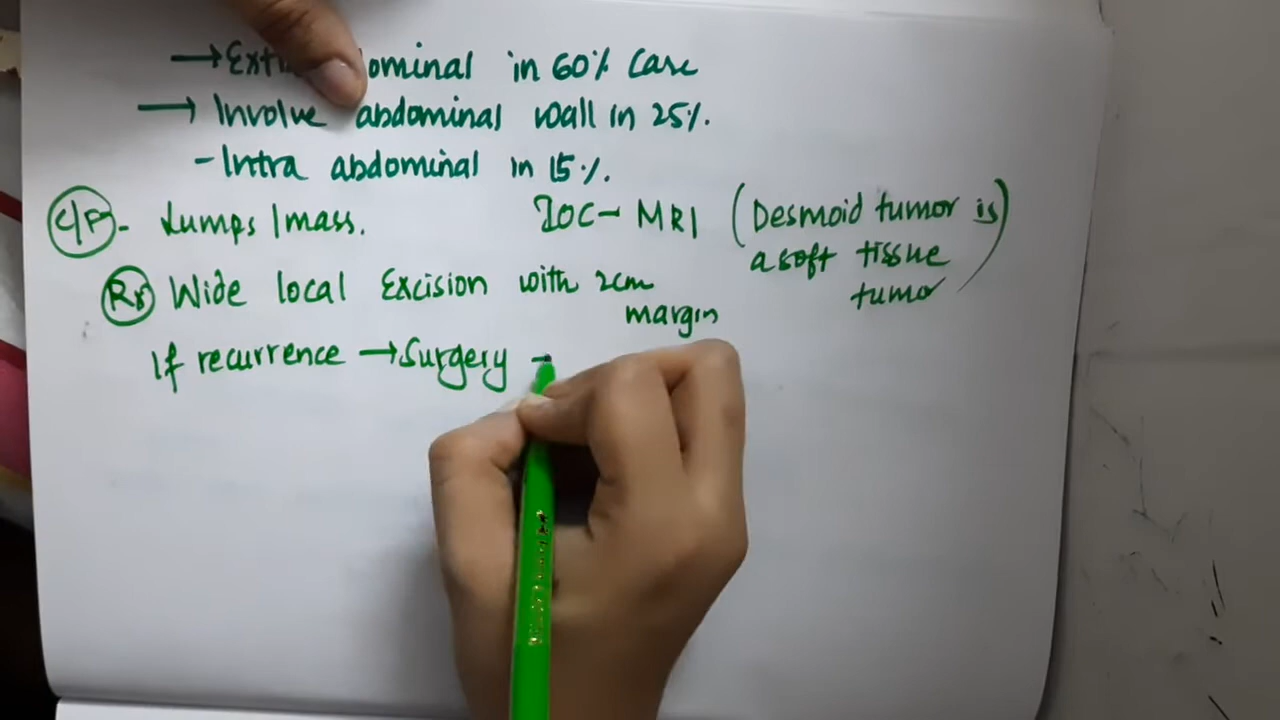 → Ext ominal in 60% Case
→ Involve abdominal wall in 25%.
- Intra abdominal in 15%.
C/F - Lumps / mass. IOC - MRI (Desmoid tumor is
a soft tissue
tumor)
Rx Wide local Excision with 2cm
margin
If recurrence → Surgery -